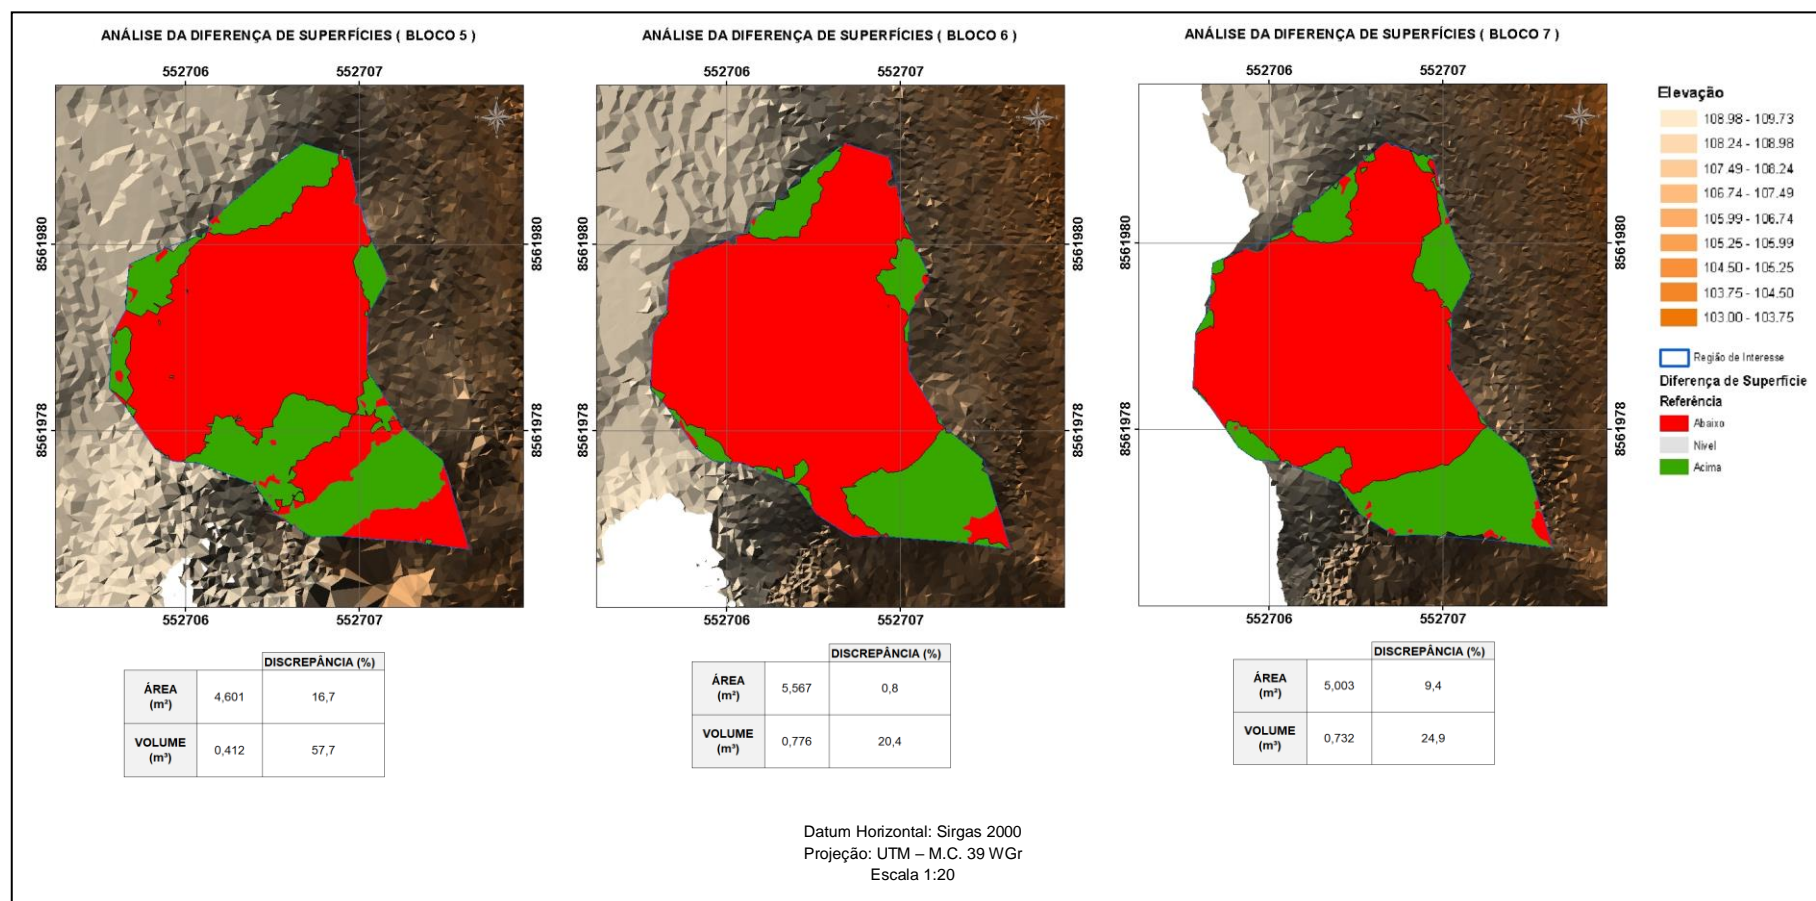 ANÁLISE DA DIFERENÇA DE SUPERFÍCIES ( BLOCO 5 )
552706 552707
8561980 8561980
8561978 8561978
552706 552707
DISCREPÂNCIA (%)
ÁREA (m²) 4,601 16,7
VOLUME (m³) 0,412 57,7
ANÁLISE DA DIFERENÇA DE SUPERFÍCIES ( BLOCO 6 )
552706 552707
8561980 8561980
8561978 8561978
552706 552707
DISCREPÂNCIA (%)
ÁREA (m²) 5,567 0,8
VOLUME (m³) 0,776 20,4
ANÁLISE DA DIFERENÇA DE SUPERFÍCIES ( BLOCO 7 )
552706 552707
8561980 8561980
8561978 8561978
552706 552707
DISCREPÂNCIA (%)
ÁREA (m²) 5,003 9,4
VOLUME (m³) 0,732 24,9
Elevação
108.98 - 109.73
108.24 - 108.98
107.49 - 108.24
106.74 - 107.49
105.99 - 106.74
105.25 - 105.99
104.50 - 105.25
103.75 - 104.50
103.00 - 103.75
Região de Interesse
Diferença de Superfície
Referência
Abaixo
Nível
Acima
Datum Horizontal: Sirgas 2000
Projeção: UTM – M.C. 39 WGr
Escala 1:20